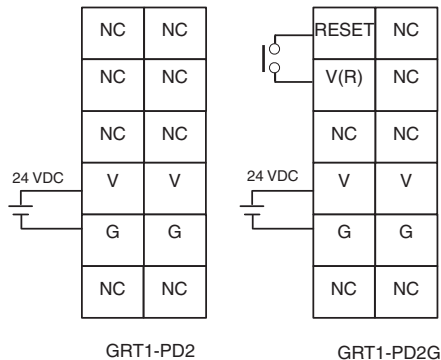 NC NC
NC NC
NC NC
24 VDC V V
G G
NC NC
GRT1-PD2
RESET NC
V(R) NC
NC NC
24 VDC V V
G G
NC NC
GRT1-PD2G